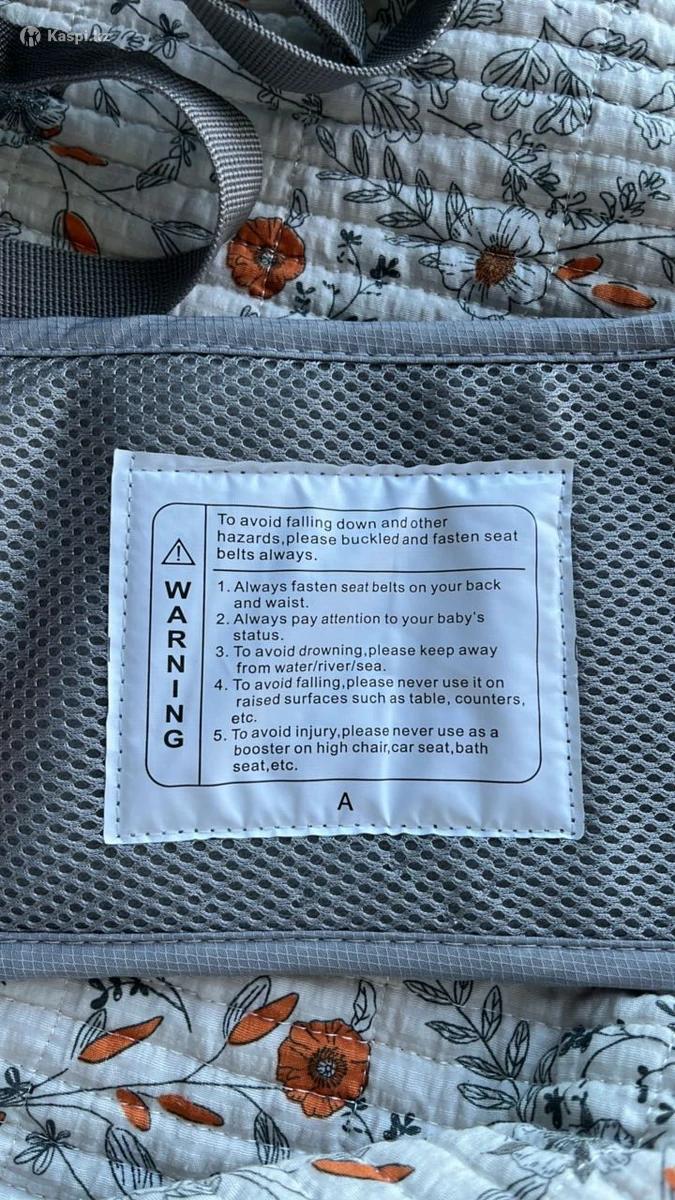 Kaspi.kz
To avoid falling down and other
hazards,please buckled and fasten seat
belts always.
WARNING
1. Always fasten seat belts on your back
and waist.
2. Always pay attention to your baby's
status.
3. To avoid drowning,please keep away
from water/river/sea.
4. To avoid falling,please never use it on
raised surfaces such as table, counters,
etc.
5. To avoid injury,please never use as a
booster on high chair,car seat,bath
seat,etc.
A